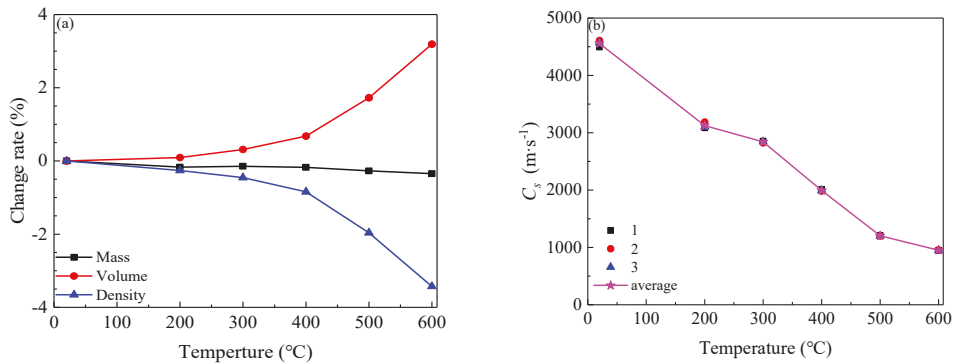 (a)
4
2
0
-2
-4
Change rate (%)
Mass
Volume
Density
0 100 200 300 400 500 600
Temperture (°C)
(b)
5000
4000
3000
2000
1000
0
Cs (m·s-1)
1
2
3
average
0 100 200 300 400 500 600
Temperature (°C)